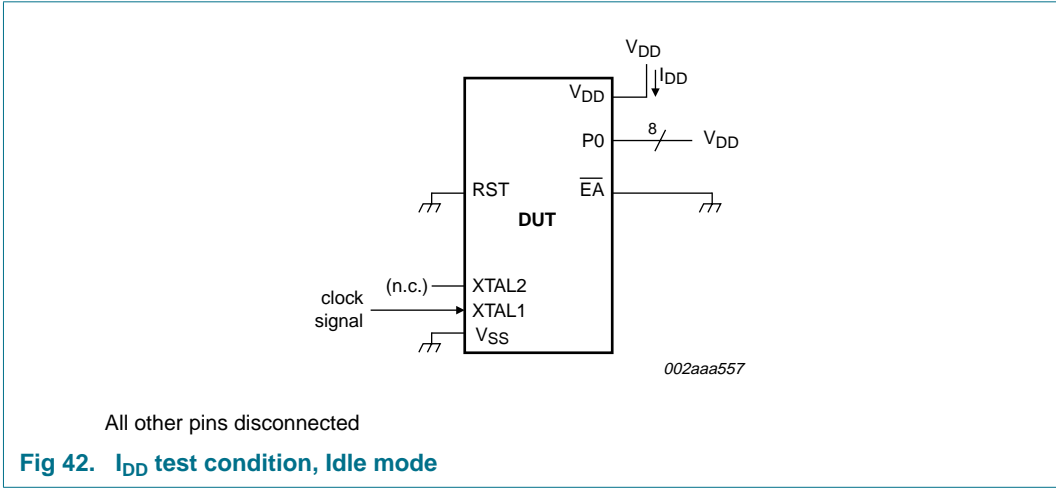 VDD
IDD
VDD
8
P0
VDD
RST
EA
DUT
(n.c.)
XTAL2
clock
signal
XTAL1
VSS
002aaa557
All other pins disconnected
Fig 42. IDD test condition, Idle mode